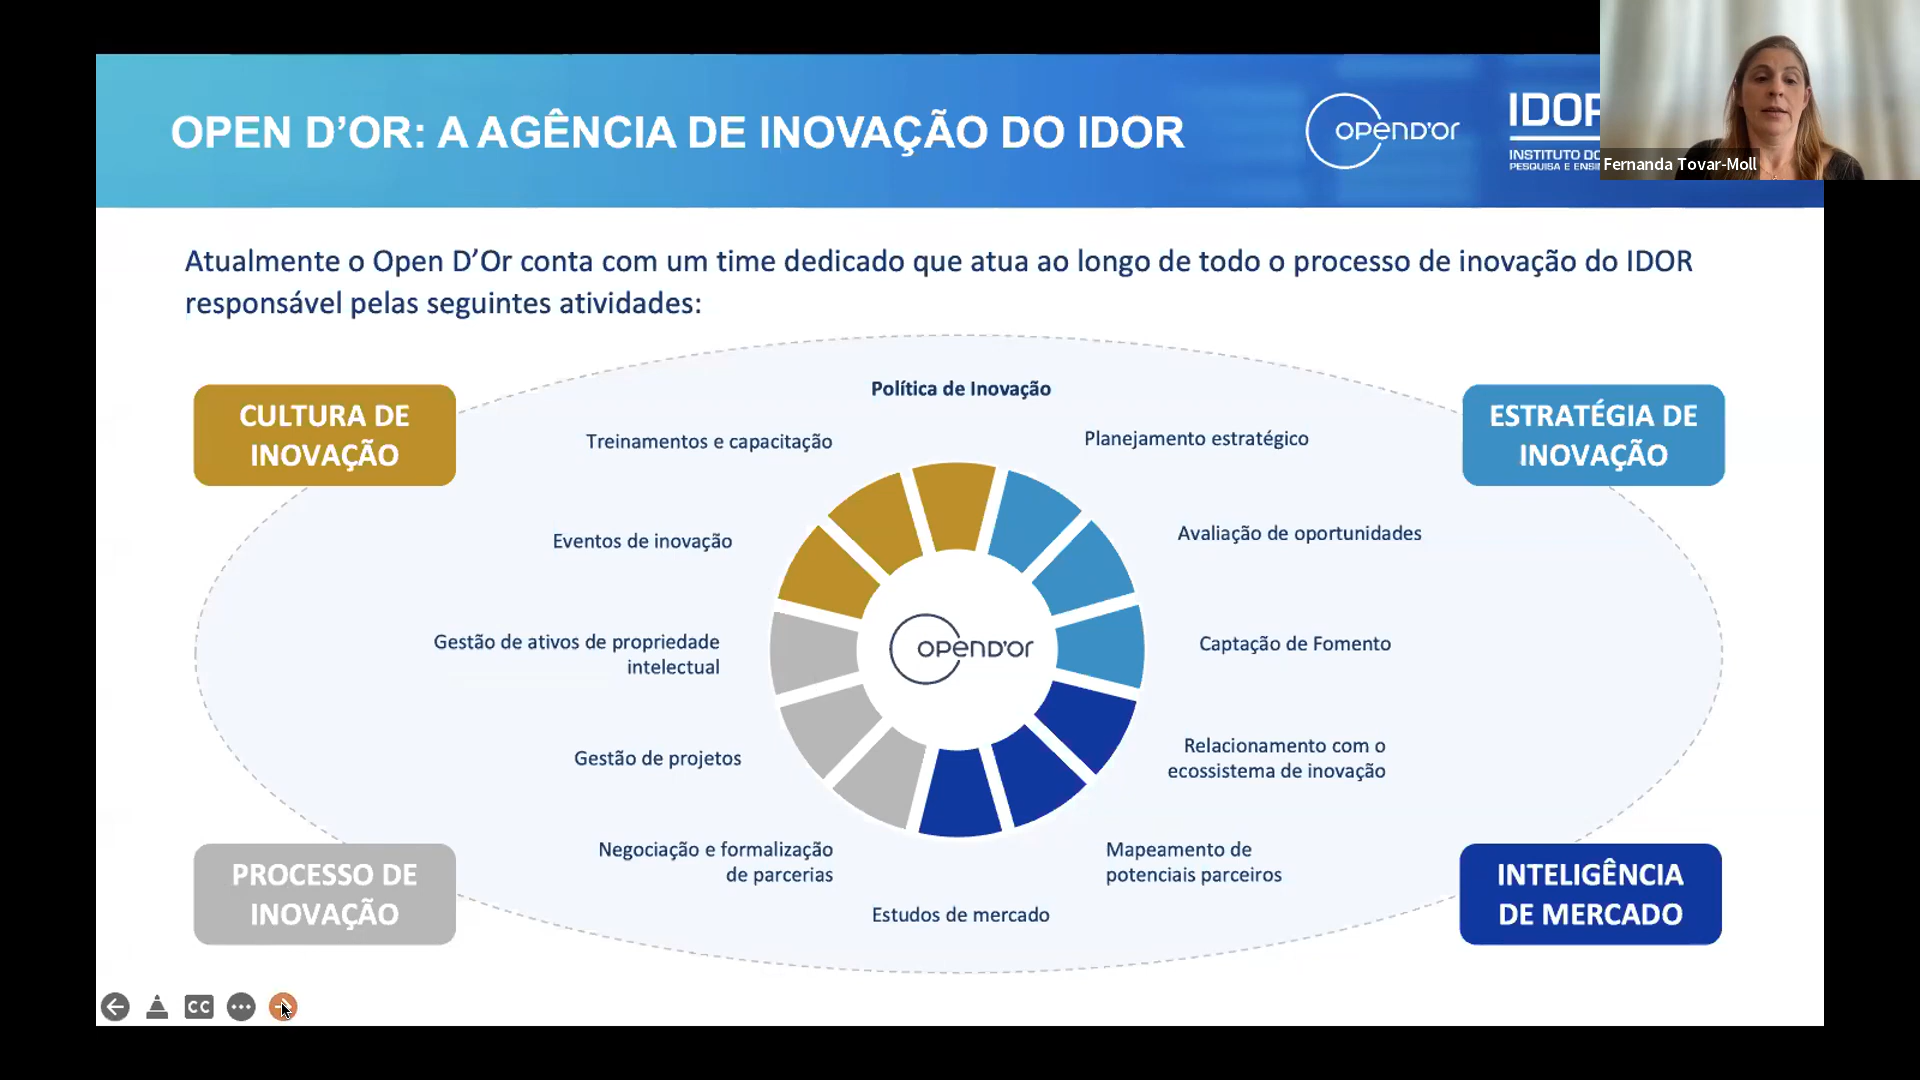 OPEN D’OR: A AGÊNCIA DE INOVAÇÃO DO IDOR
OPEND'OR
INSTITUTO
PESQUISA E
Fernanda Tovar-Moll
Atualmente o Open D’Or conta com um time dedicado que atua ao longo de todo o processo de inovação do IDOR
responsável pelas seguintes atividades:
CULTURA DE
INOVAÇÃO
ESTRATÉGIA DE
INOVAÇÃO
Política de Inovação
Treinamentos e capacitação
Planejamento estratégico
Eventos de inovação
Avaliação de oportunidades
Gestão de ativos de propriedade
intelectual
OPEND'OR
Captação de Fomento
Gestão de projetos
Relacionamento com o
ecossistema de inovação
Negociação e formalização
de parcerias
Mapeamento de
potenciais parceiros
Estudos de mercado
PROCESSO DE
INOVAÇÃO
INTELIGÊNCIA
DE MERCADO
CC